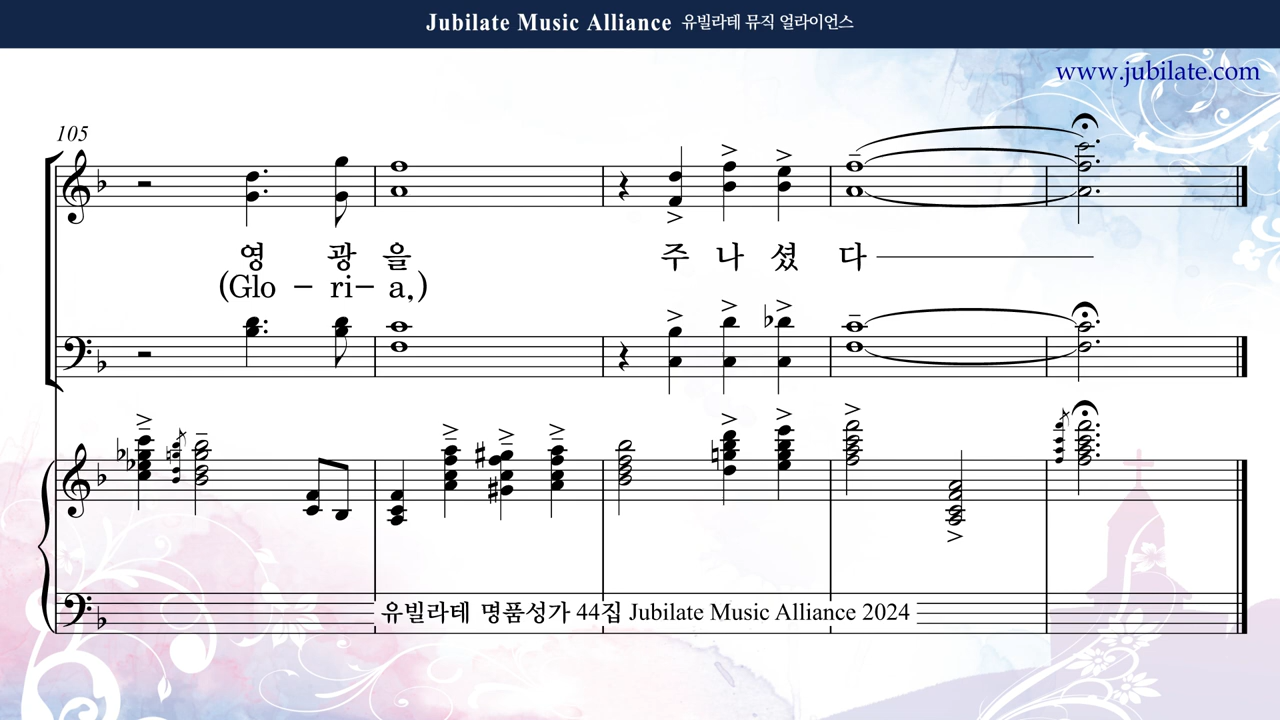 Jubilate Music Alliance 유빌라테 뮤직 얼라이언스
www.jubilate.com
105
영 광 을 주 나 셨 다
(Glo - ri- a,)
유빌라테 명품성가 44집 Jubilate Music Alliance 2024